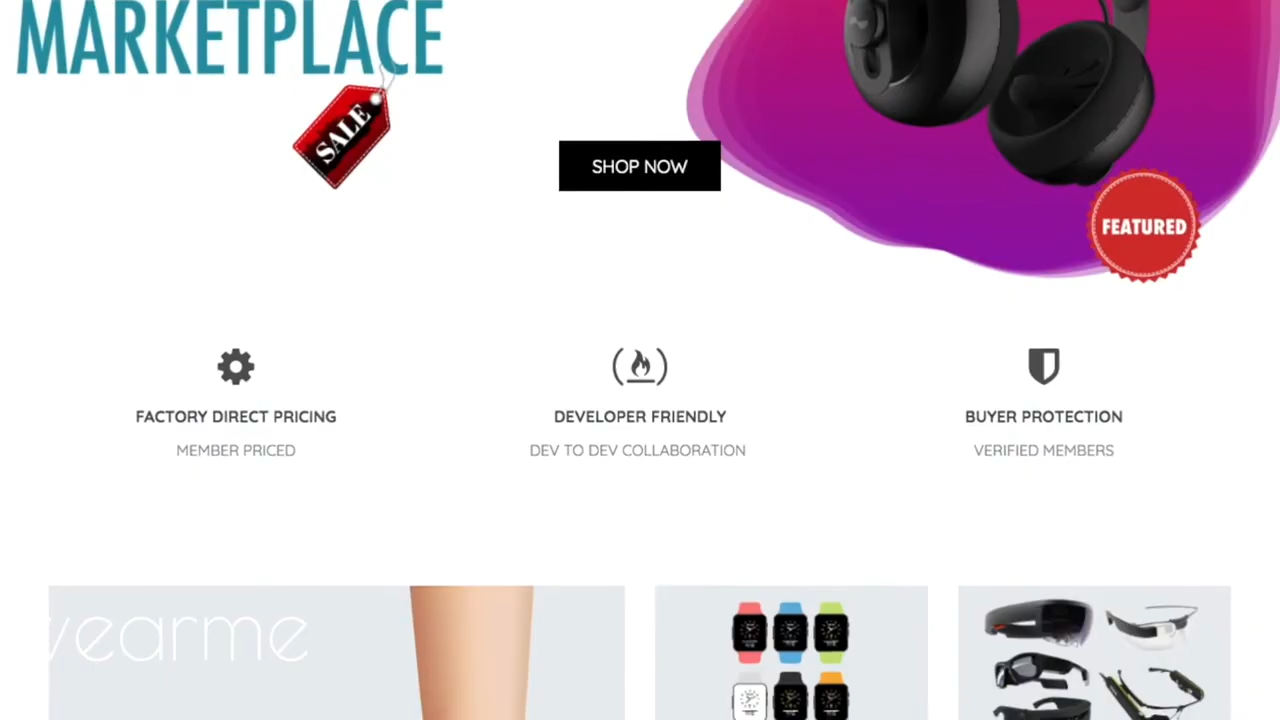 MARKETPLACE
SALE
SHOP NOW
FEATURED
FACTORY DIRECT PRICING
MEMBER PRICED
DEVELOPER FRIENDLY
DEV TO DEV COLLABORATION
BUYER PROTECTION
VERIFIED MEMBERS
earme